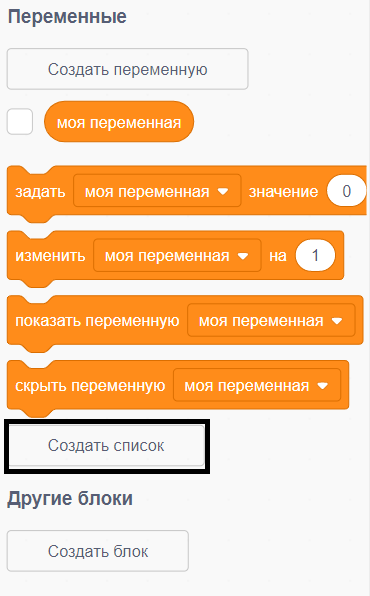 Переменные
Создать переменную
моя переменная
задать моя переменная значение 0
изменить моя переменная на 1
показать переменную моя переменная
скрыть переменную моя переменная
Создать список
Другие блоки
Создать блок